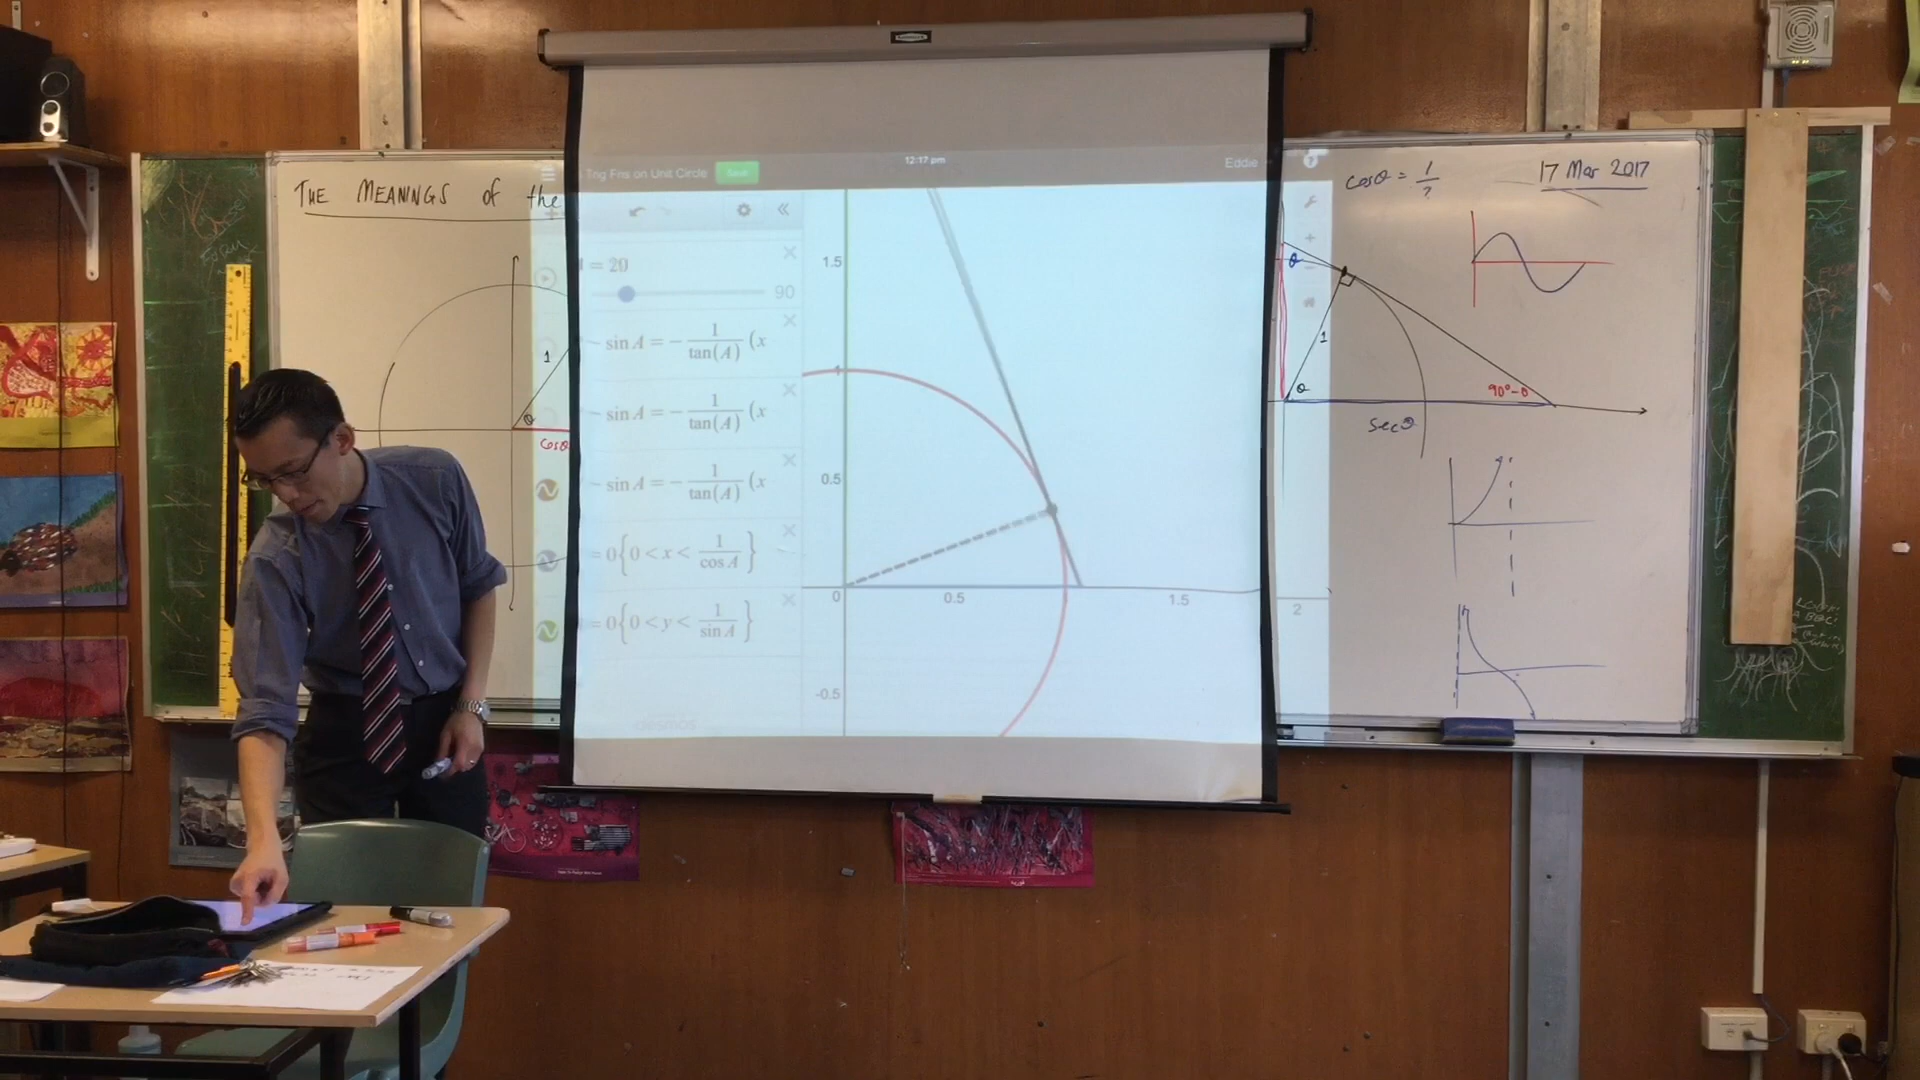 THE MEANINGS of the
1
θ
cosθ
12:17 pm
Trig Fns on Unit Circle
Save
Eddie
?
= 20
90
sin A = - 1/tan(A) (x
sin A = - 1/tan(A) (x
sin A = - 1/tan(A) (x
= 0{0 < x < 1/cos A}
= 0{0 < y < 1/sin A}
desmos
1.5
1
0.5
0
0.5
1.5
2
-0.5
cosθ = 1/?
17 Mar 2017
θ
1
θ
90°-θ
secθ